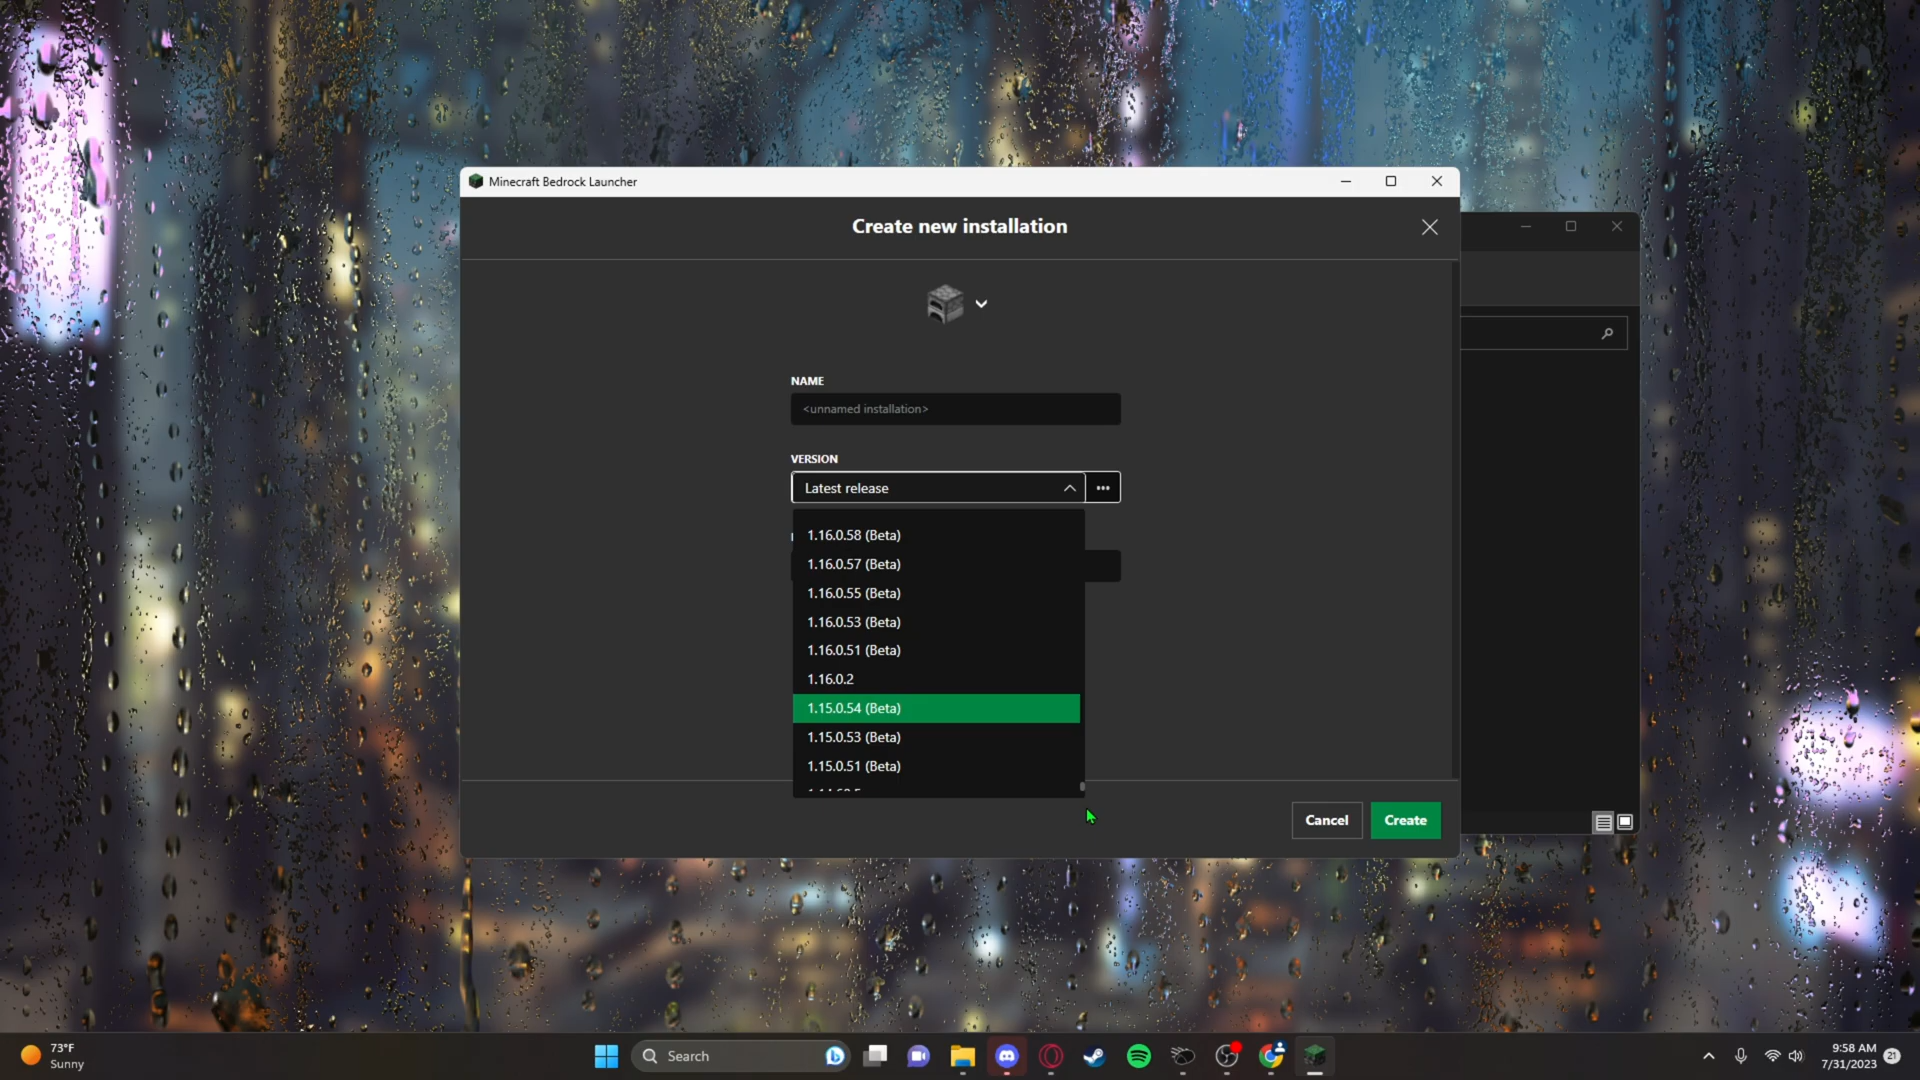 Minecraft Bedrock Launcher
Create new installation
NAME
<unnamed installation>
VERSION
Latest release
1.16.0.58 (Beta)
1.16.0.57 (Beta)
1.16.0.55 (Beta)
1.16.0.53 (Beta)
1.16.0.51 (Beta)
1.16.0.2
1.15.0.54 (Beta)
1.15.0.53 (Beta)
1.15.0.51 (Beta)
Cancel
Create
73°F
Sunny
Search
9:58 AM
7/31/2023
21